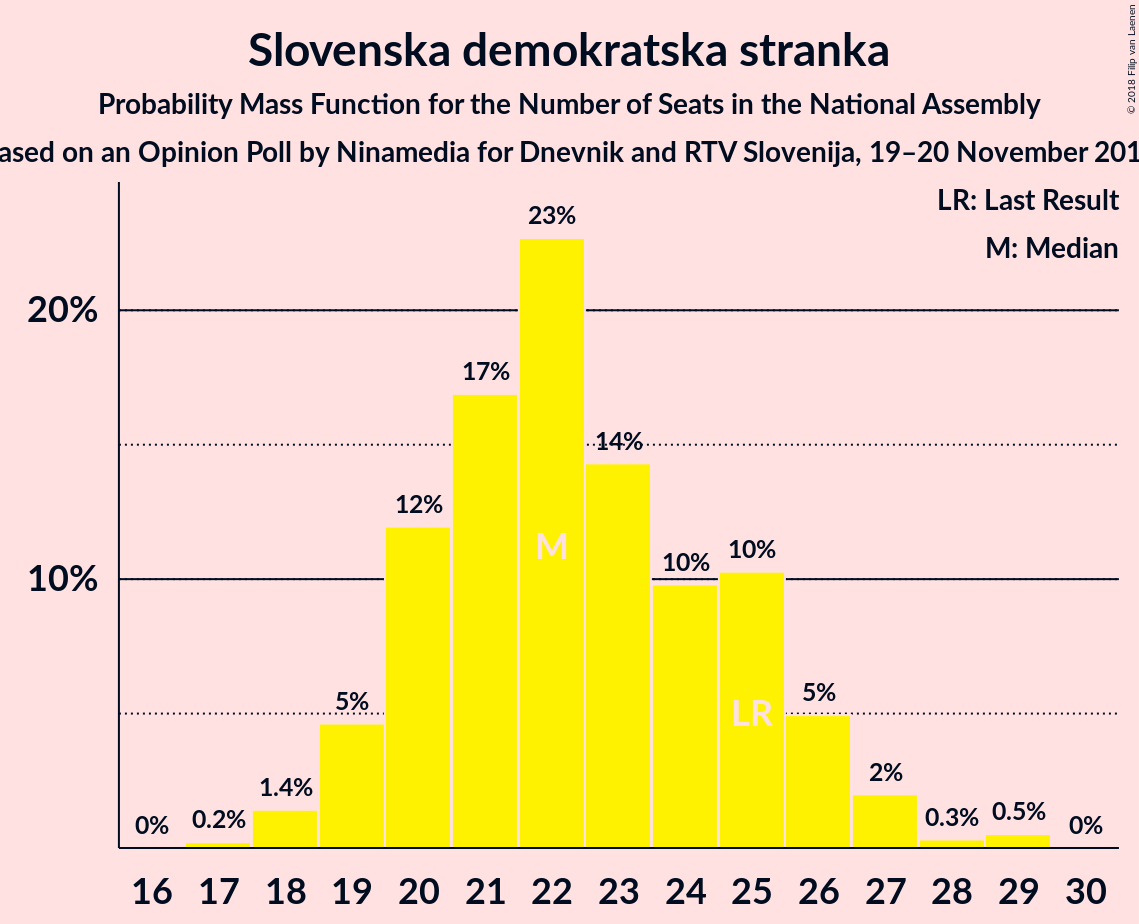 Slovenska demokratska stranka
Probability Mass Function for the Number of Seats in the National Assembly
ased on an Opinion Poll by Ninamedia for Dnevnik and RTV Slovenija, 19–20 November 201
© 2018 Filip van Laenen
LR: Last Result
M: Median
20%
10%
0%
0.2%
1.4%
5%
12%
17%
23%
14%
10%
10%
5%
2%
0.3%
0.5%
0%
M
LR
16 17 18 19 20 21 22 23 24 25 26 27 28 29 30